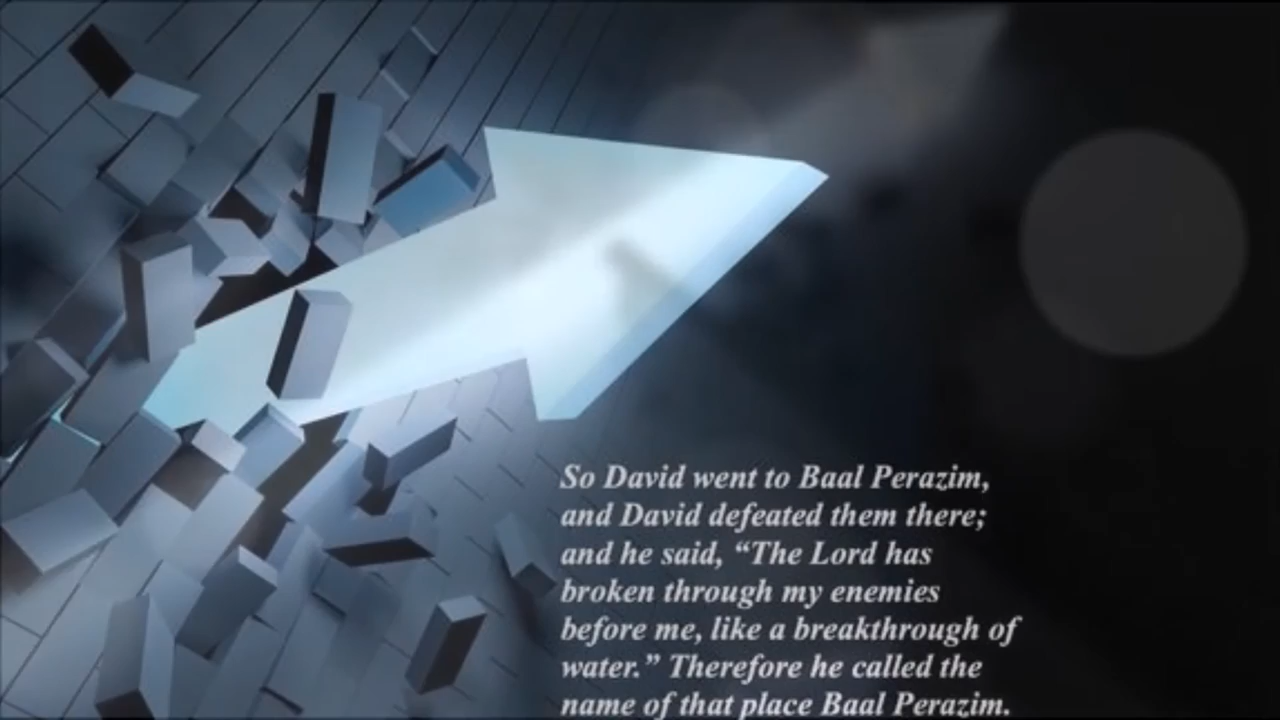 So David went to Baal Perazim,
and David defeated them there;
and he said, “The Lord has
broken through my enemies
before me, like a breakthrough of
water.” Therefore he called the
name of that place Baal Perazim.